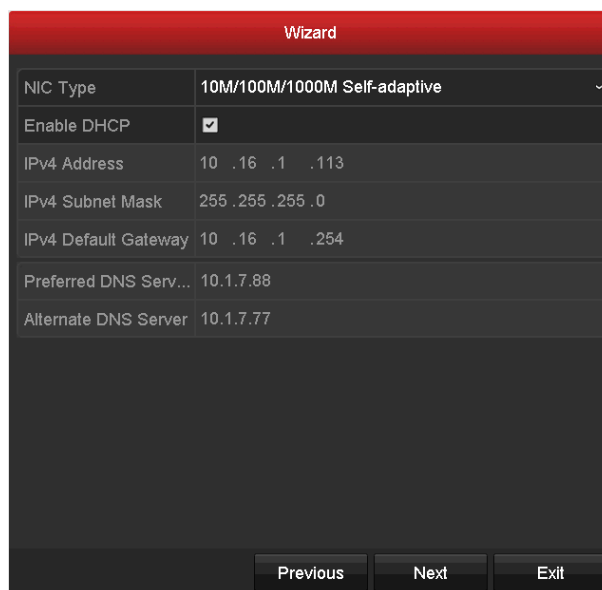 Wizard
NIC Type 10M/100M/1000M Self-adaptive
Enable DHCP
IPv4 Address 10 .16 .1 .113
IPv4 Subnet Mask 255.255.255.0
IPv4 Default Gateway 10 .16 .1 .254
Preferred DNS Serv... 10.1.7.88
Alternate DNS Server 10.1.7.77
Previous Next Exit